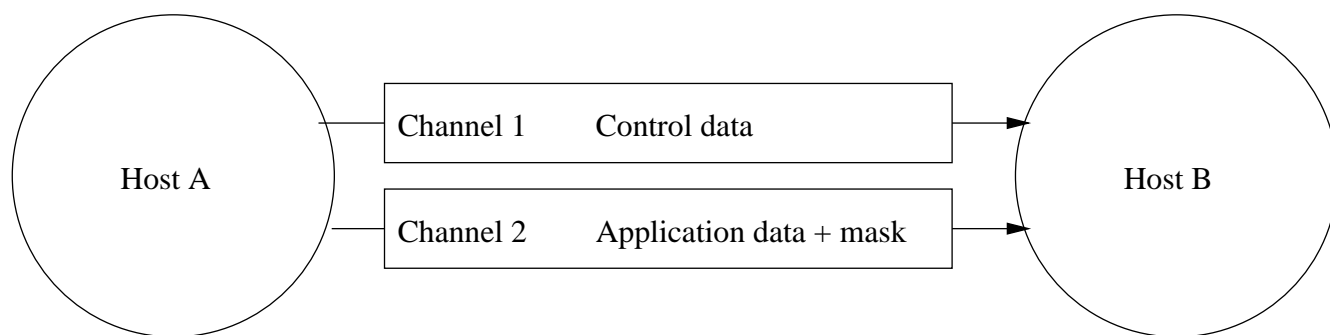 Host A
Channel 1 Control data
Channel 2 Application data + mask
Host B